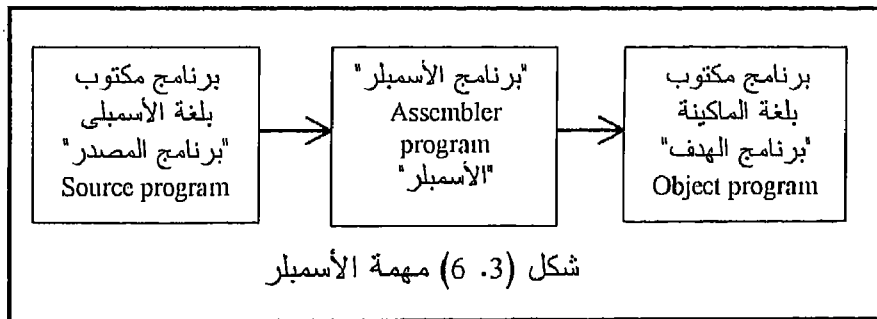 برنامج مكتوب
بلغة الأسمبلى
"برنامج المصدر"
Source program
"برنامج الأسمبلر"
Assembler
program
"الأسمبلر"
برنامج مكتوب
بلغة الماكينة
"برنامج الهدف"
Object program
شكل (3. 6) مهمة الأسمبلر